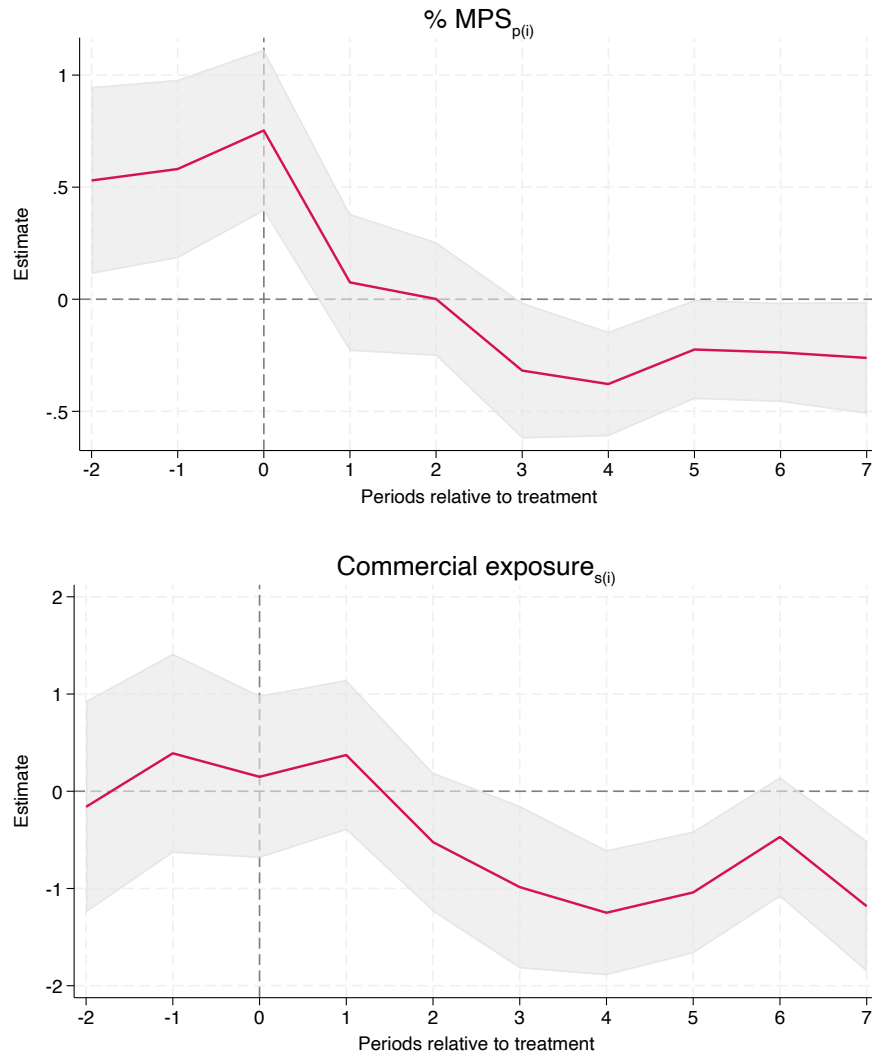 % MPSp(i)
1
.5
0
-.5
Estimate
-2 -1 0 1 2 3 4 5 6 7
Periods relative to treatment
Commercial exposures(i)
2
1
0
-1
-2
Estimate
-2 -1 0 1 2 3 4 5 6 7
Periods relative to treatment